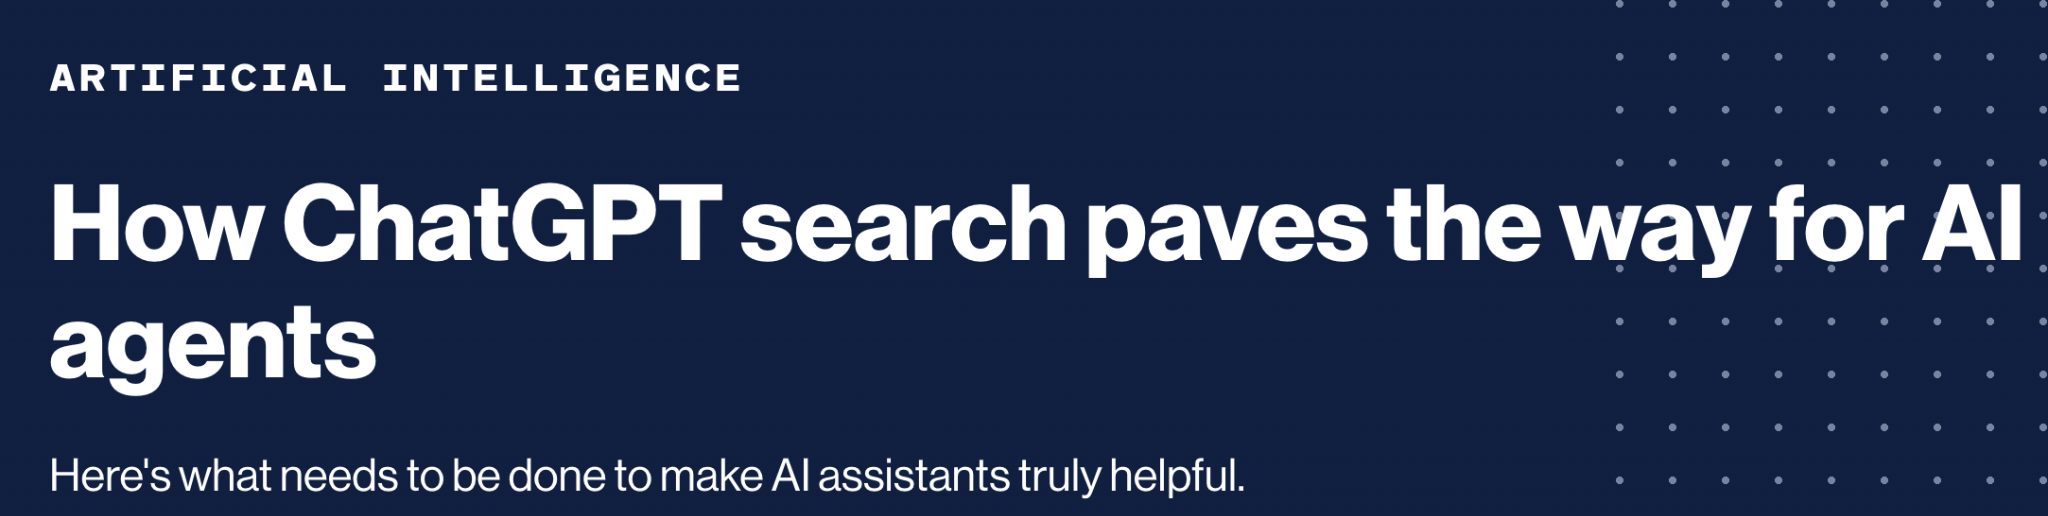 ARTIFICIAL INTELLIGENCE
How ChatGPT search paves the way for AI
agents
Here's what needs to be done to make AI assistants truly helpful.